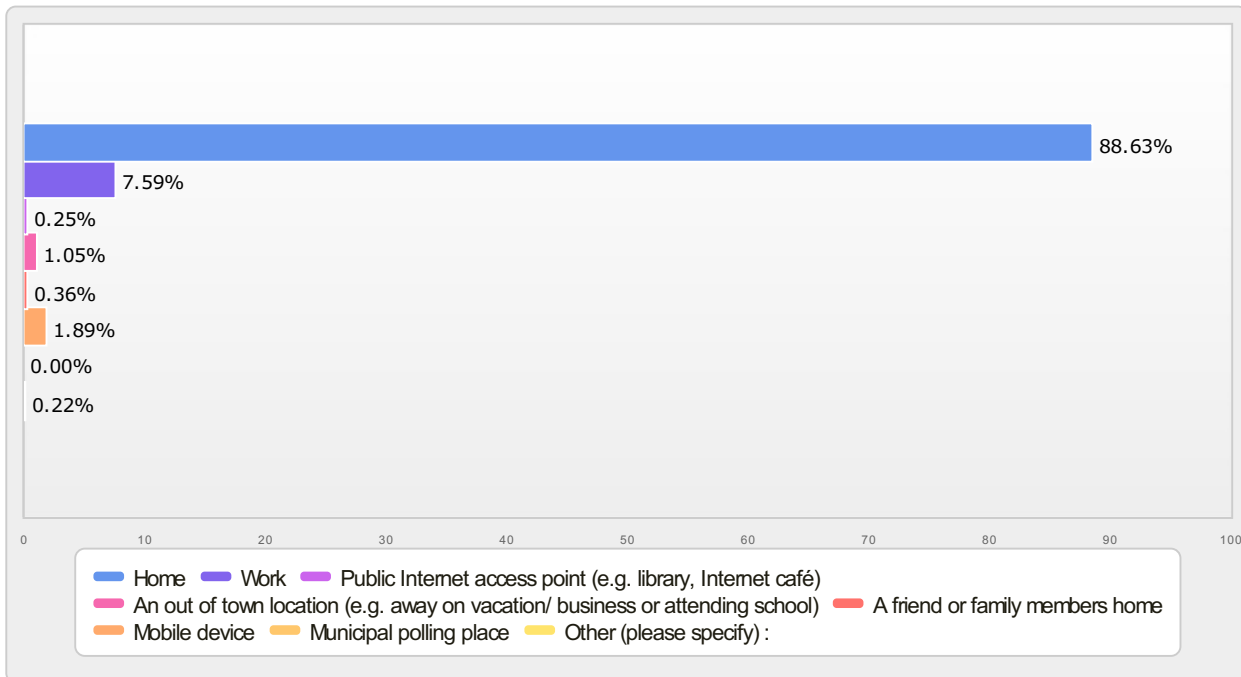 88.63%
7.59%
0.25%
1.05%
0.36%
1.89%
0.00%
0.22%
0 10 20 30 40 50 60 70 80 90 100
Home Work Public Internet access point (e.g. library, Internet café)
An out of town location (e.g. away on vacation/ business or attending school) A friend or family members home
Mobile device Municipal polling place Other (please specify) :